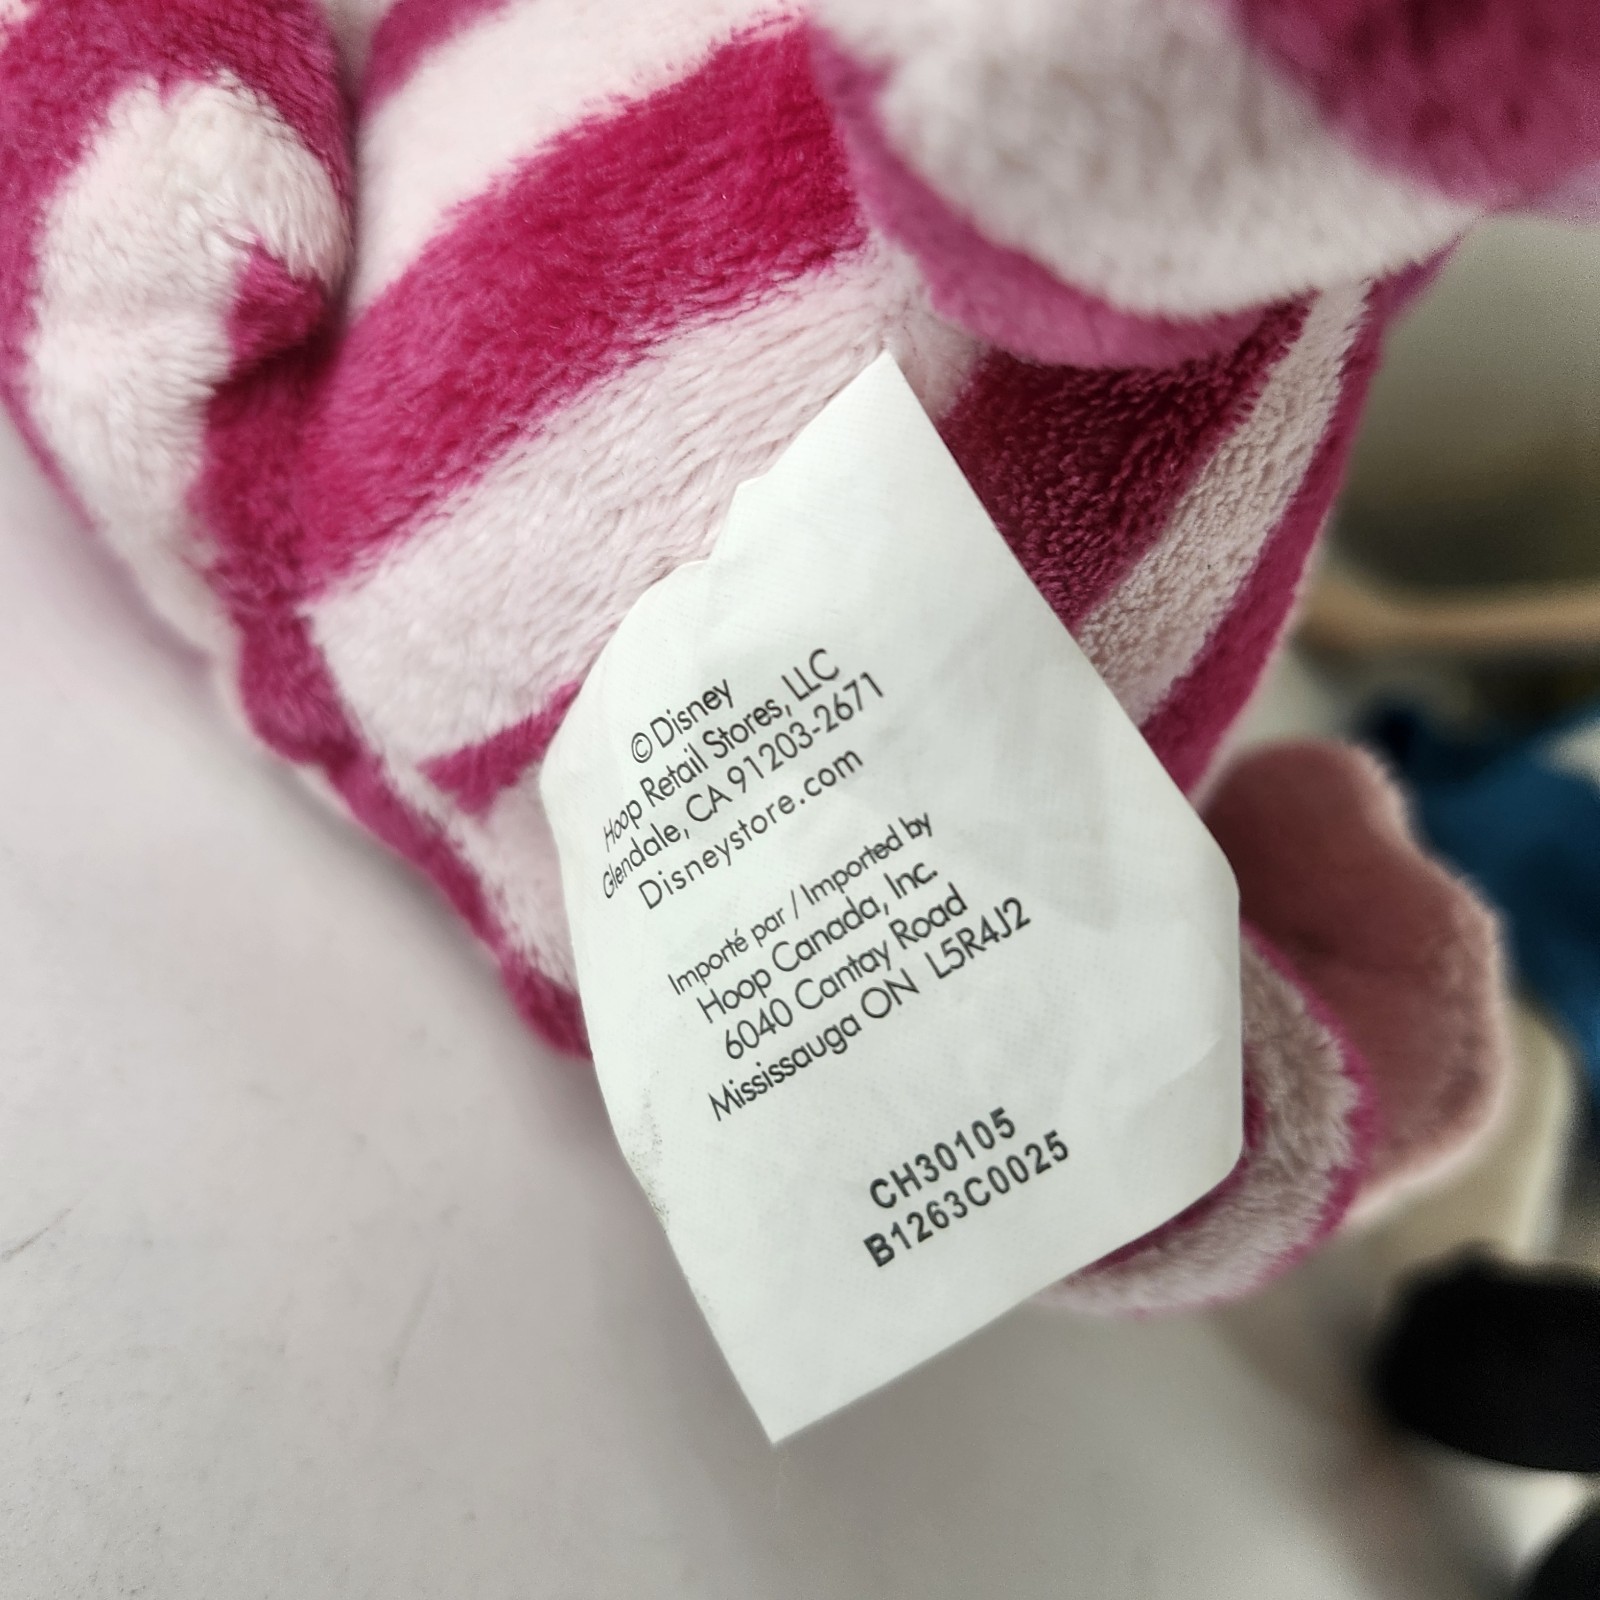 ©Disney
Hoop Retail Stores, LLC
Glendale, CA 91203-2671
Disneystore.com
Importé par / Imported by
Hoop Canada, Inc.
6040 Cantay Road
Mississauga ON L5R4J2
CH30105
B1263C0025